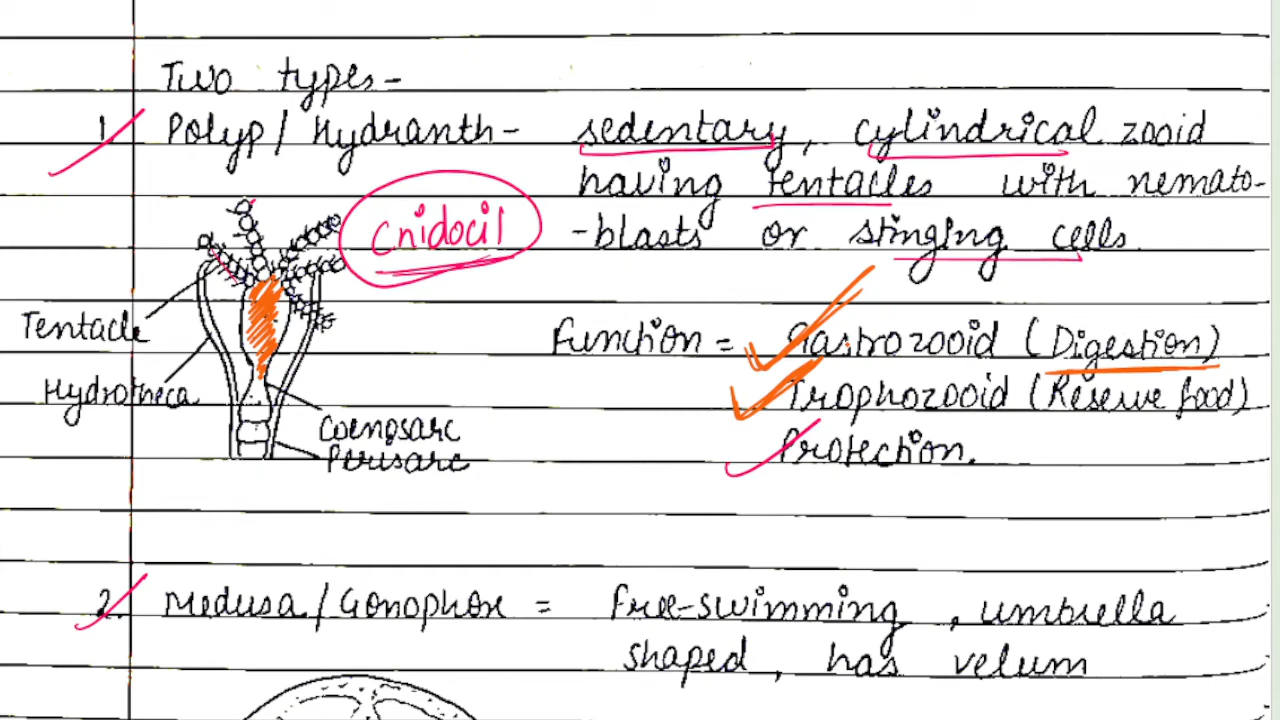 Two types-
1. Polyp/Hydranth- sedentary, cylindrical zooid
having tentacles with nemato-
-blasts or stinging cells.
Cnidocil
Tentacle
Hydrotheca
Coenosarc
Perisarc
Function = Gastrozooid (Digestion)
Trophozooid (Reserve food)
Protection.
2. Medusa/Gonophore = Free-swimming, umbrella
shaped, has velum